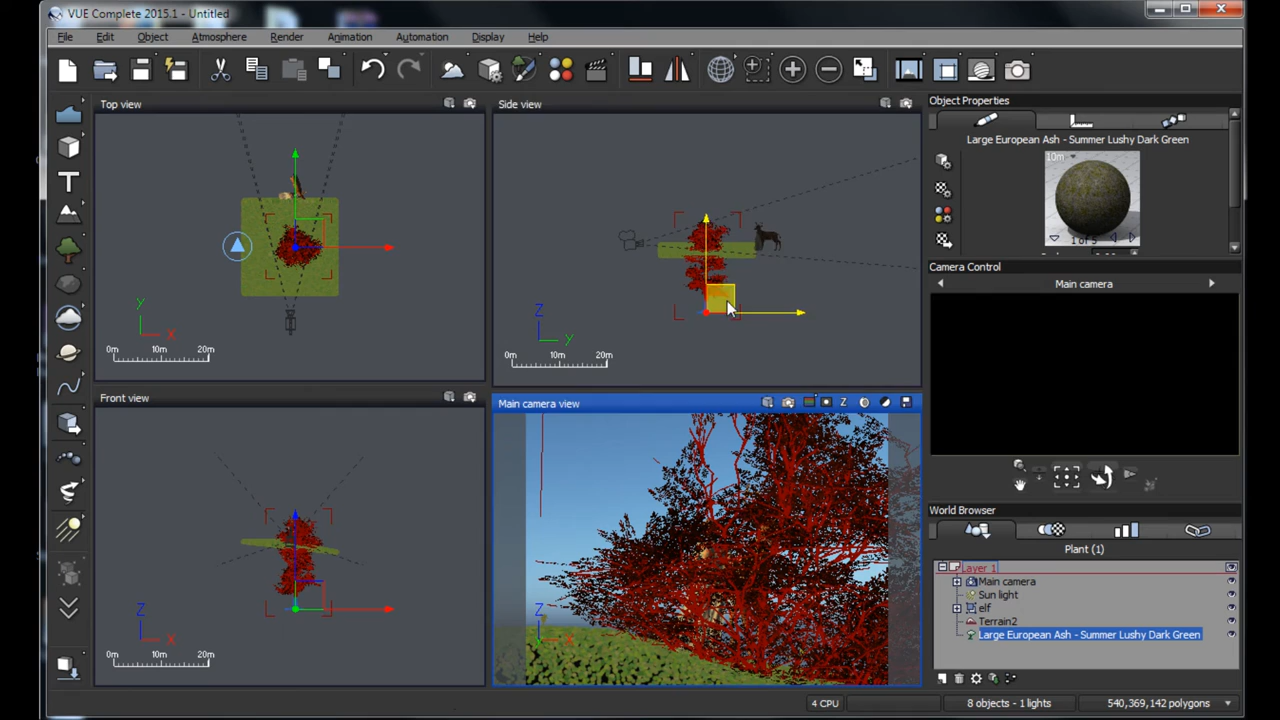 VUE Complete 2015.1 - Untitled
File Edit Object Atmosphere Render Animation Automation Display Help
Top view
Side view
Object Properties
Large European Ash - Summer Lushy Dark Green
10m
1 of 5
Y
X
0m 10m 20m
Z
Y
0m 10m 20m
Camera Control
Main camera
Front view
Main camera view
Z
World Browser
Plant (1)
Layer 1
Main camera
Sun light
elf
Terrain2
Large European Ash - Summer Lushy Dark Green
Z
X
0m 10m 20m
Z
X
4 CPU
8 objects - 1 lights
540,369,142 polygons